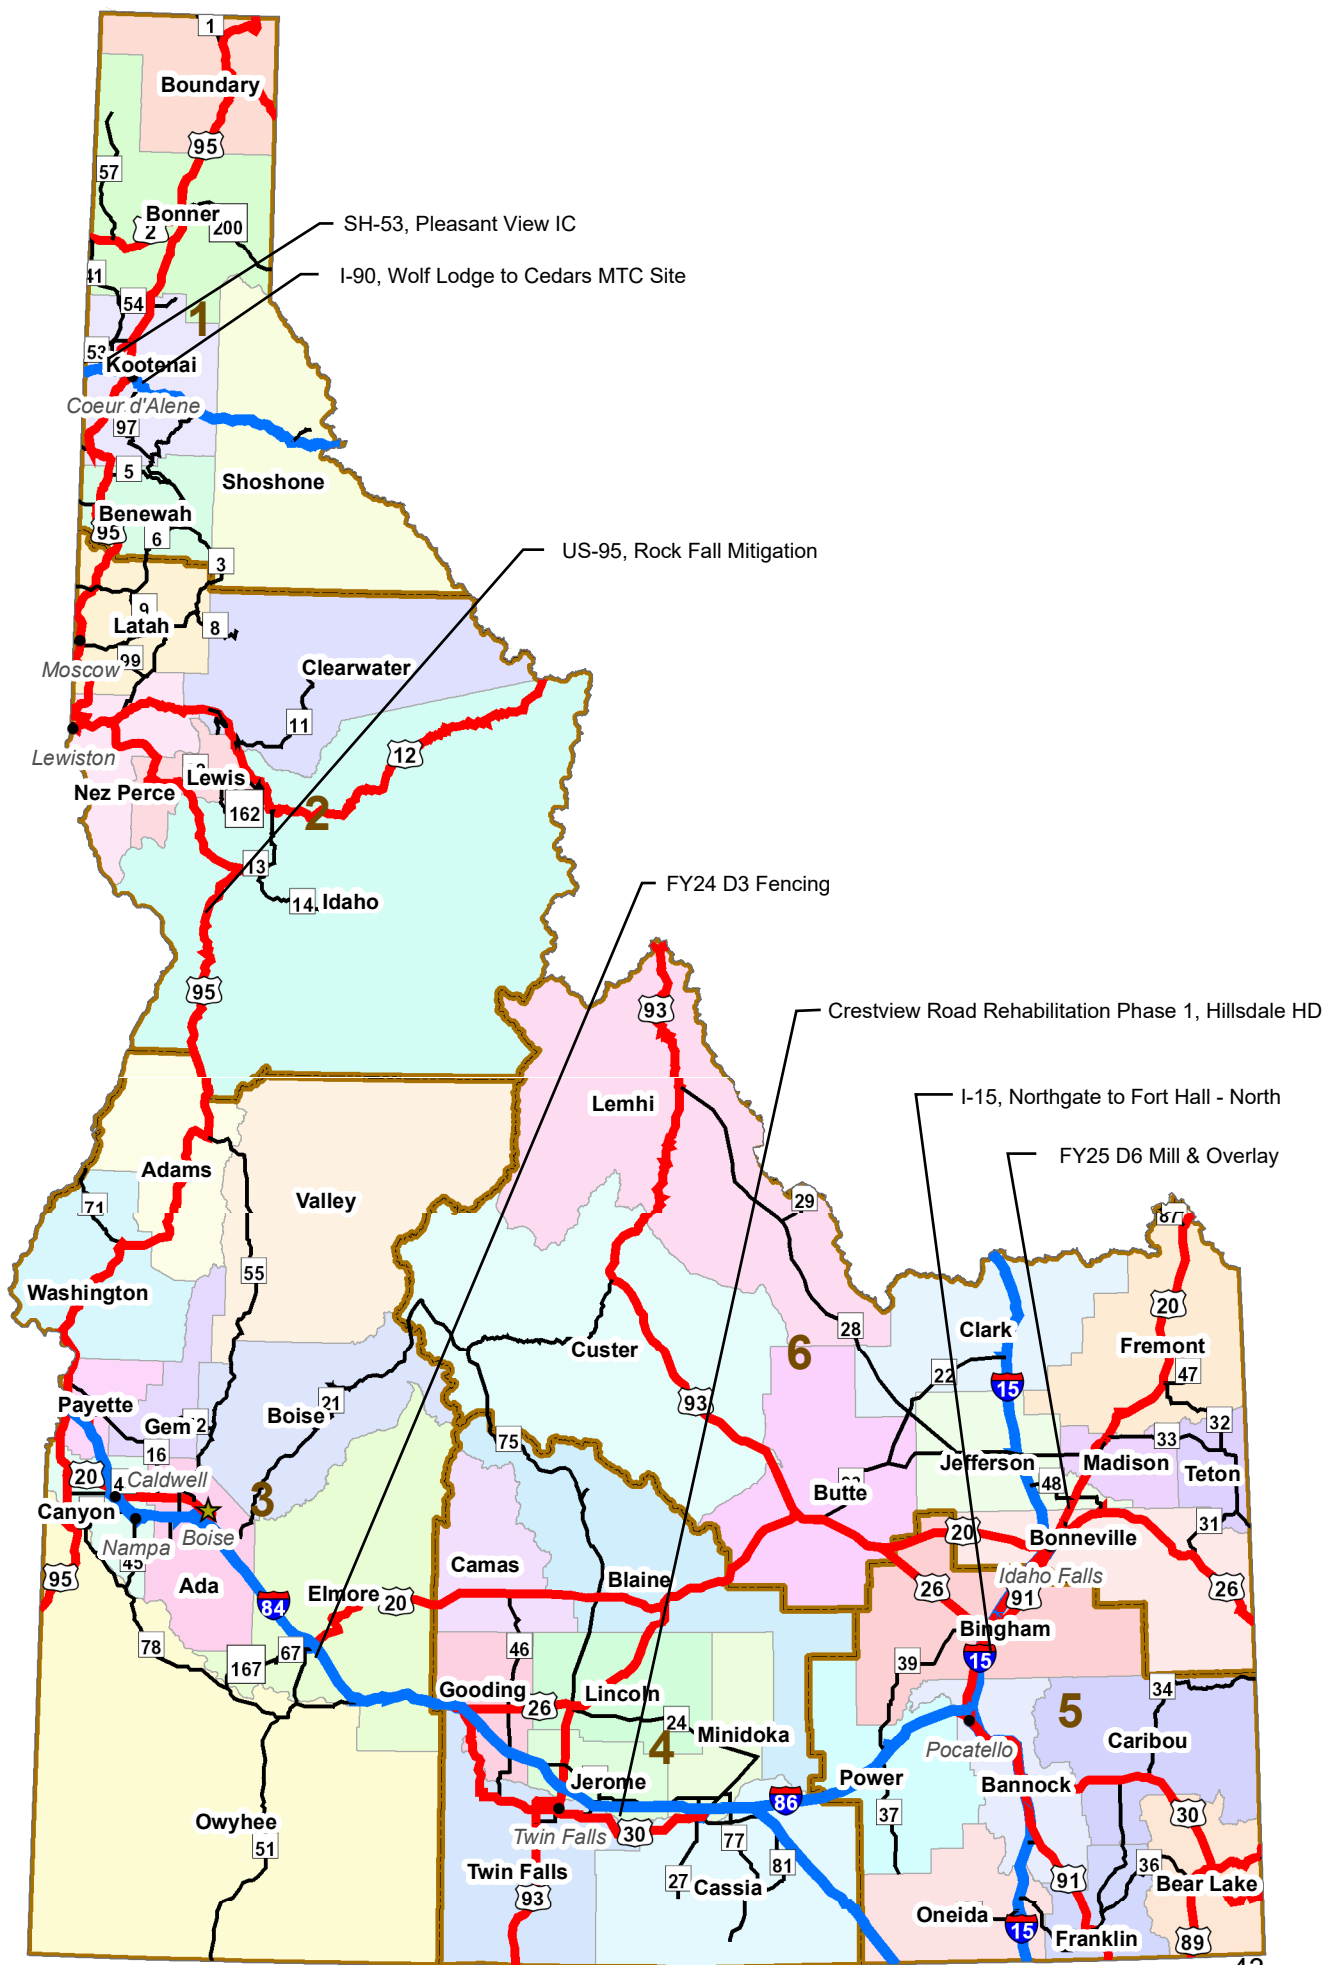 1
Boundary
95
57
Bonner
2
200
SH-53, Pleasant View IC
41
I-90, Wolf Lodge to Cedars MTC Site
54
1
53
Kootenai
Coeur d'Alene
97
5
Shoshone
Benewah
95
6
3
US-95, Rock Fall Mitigation
9
Latah
8
99
Moscow
Clearwater
11
12
Lewiston
Lewis
Nez Perce
162
2
13
14
Idaho
FY24 D3 Fencing
95
93
Crestview Road Rehabilitation Phase 1, Hillsdale HD
Lemhi
I-15, Northgate to Fort Hall - North
FY25 D6 Mill & Overlay
Adams
Valley
71
29
87
55
Washington
20
28
Clark
Custer
6
Fremont
22
47
15
Payette
93
21
Boise
Gem
32
75
16
33
Jefferson
Madison
Teton
20
Caldwell
4
48
Butte
3
Canyon
31
20
Bonneville
Nampa
Boise
45
Camas
Idaho Falls
95
Ada
Blaine
26
26
Elmore
20
91
84
Bingham
78
46
67
39
15
167
Gooding
34
26
Lincoln
5
24
Minidoka
Caribou
4
Pocatello
Jerome
Power
Bannock
86
37
30
Owyhee
Twin Falls
30
77
51
81
36
Twin Falls
27
Cassia
91
Bear Lake
93
Oneida
15
Franklin
89